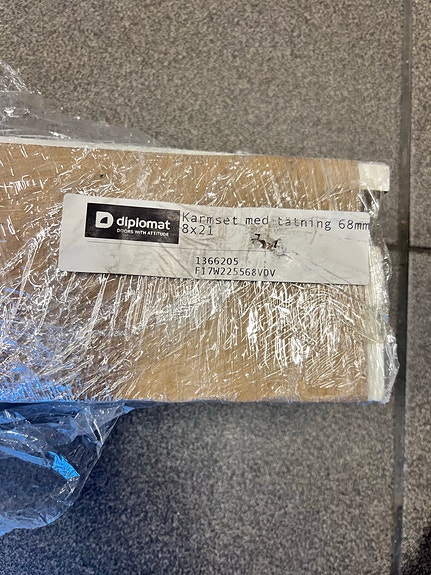 diplomat
DOORS WITH ATTITUDE
Karmset med tätning 68mm
8x21
1366205
F17W225568VDV